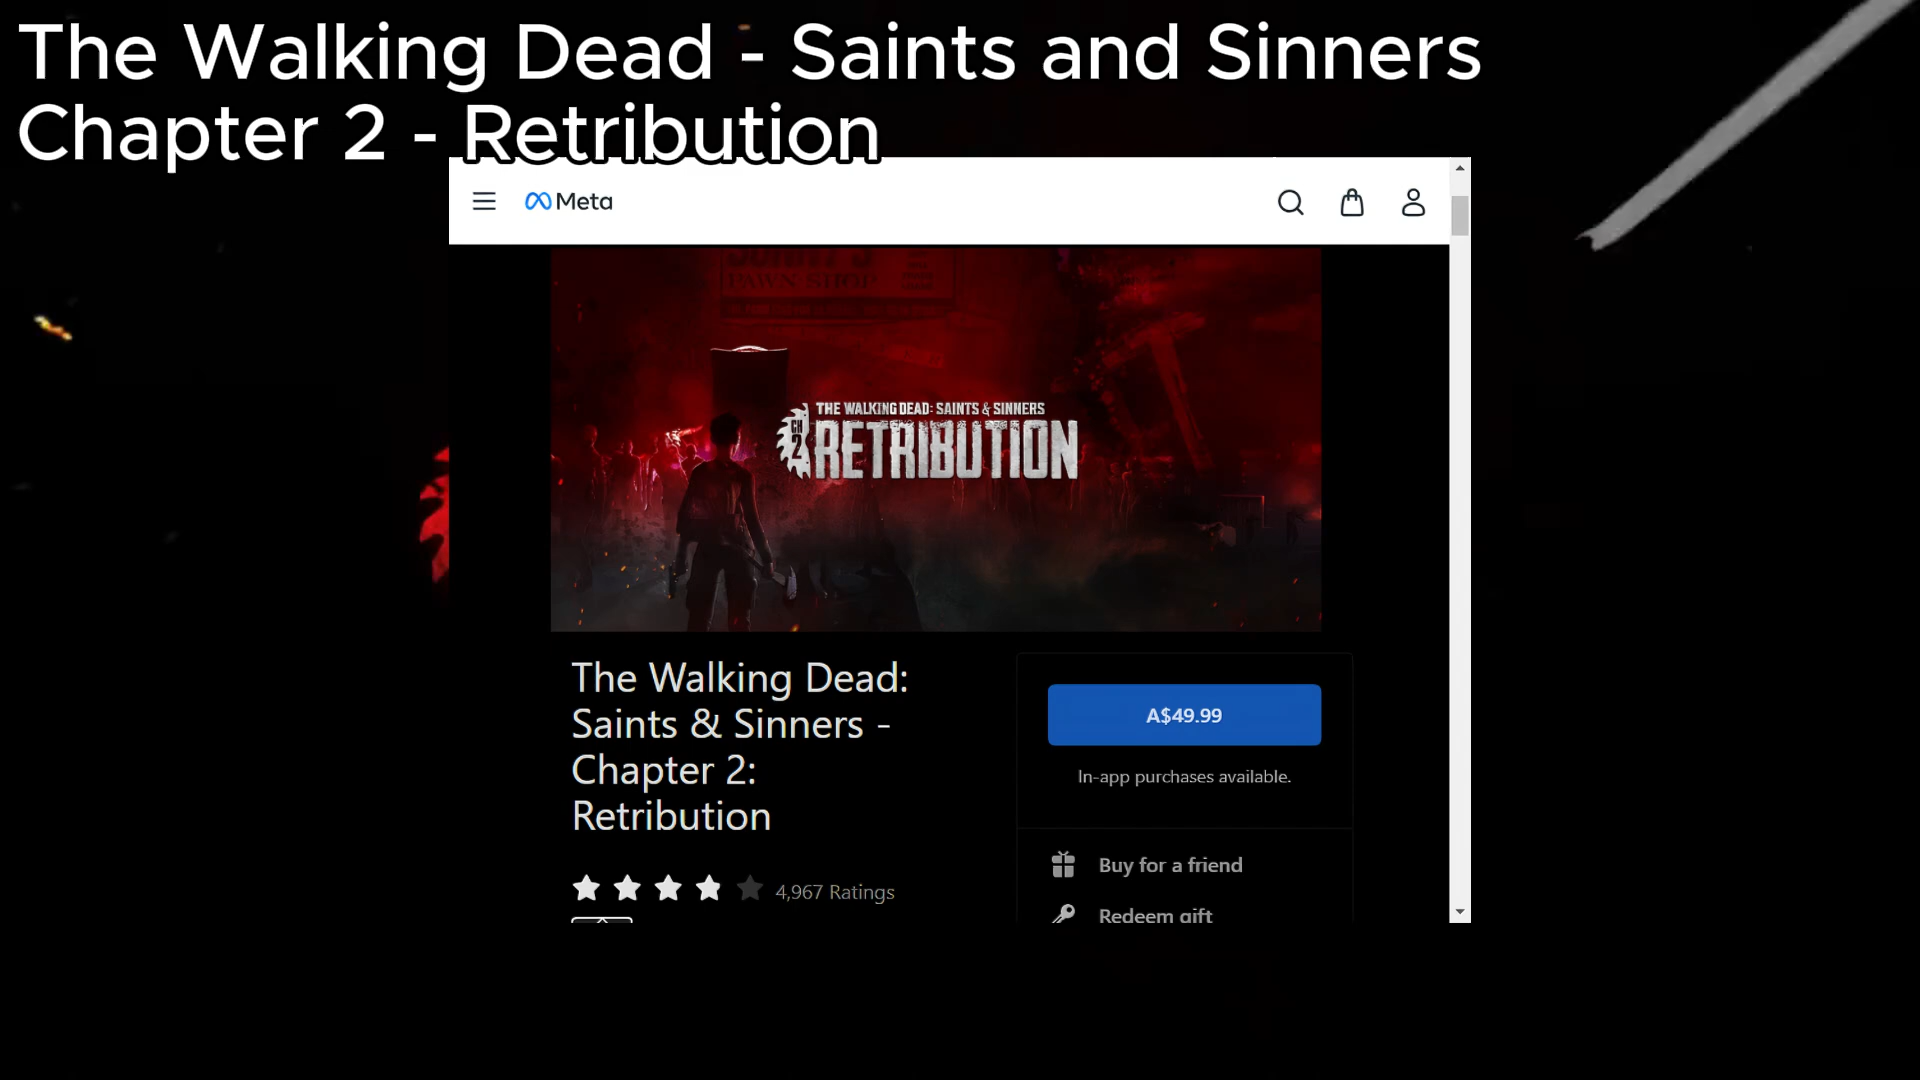 The Walking Dead - Saints and Sinners
Chapter 2 - Retribution
Meta
PAWN SHOP
THE WALKING DEAD: SAINTS & SINNERS
CH 2 RETRIBUTION
The Walking Dead:
Saints & Sinners -
Chapter 2:
Retribution
A$49.99
In-app purchases available.
4,967 Ratings
Buy for a friend
Redeem gift